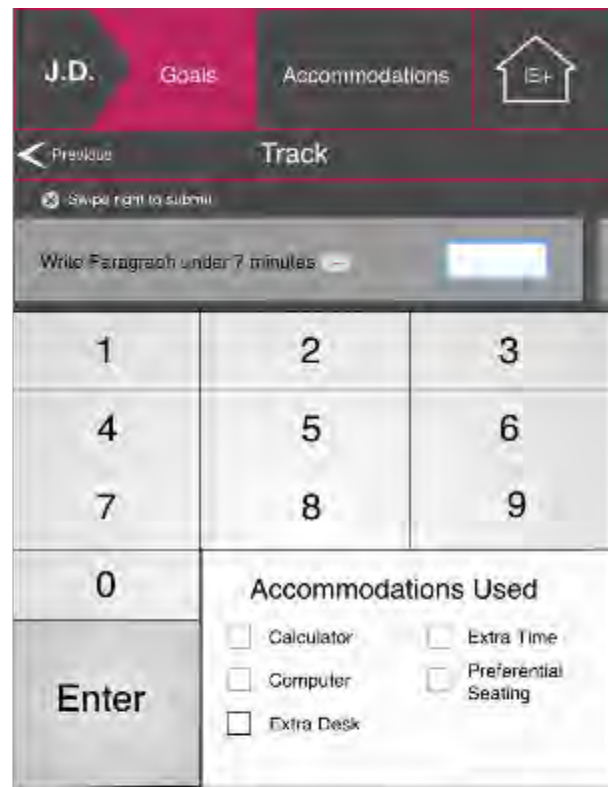 J.D. Goals Accommodations IE+
Previous Track
Swipe right to submit
Write Paragraph under 7 minutes
1 2 3
4 5 6
7 8 9
0
Accommodations Used
Calculator Extra Time
Computer Preferential Seating
Extra Desk
Enter